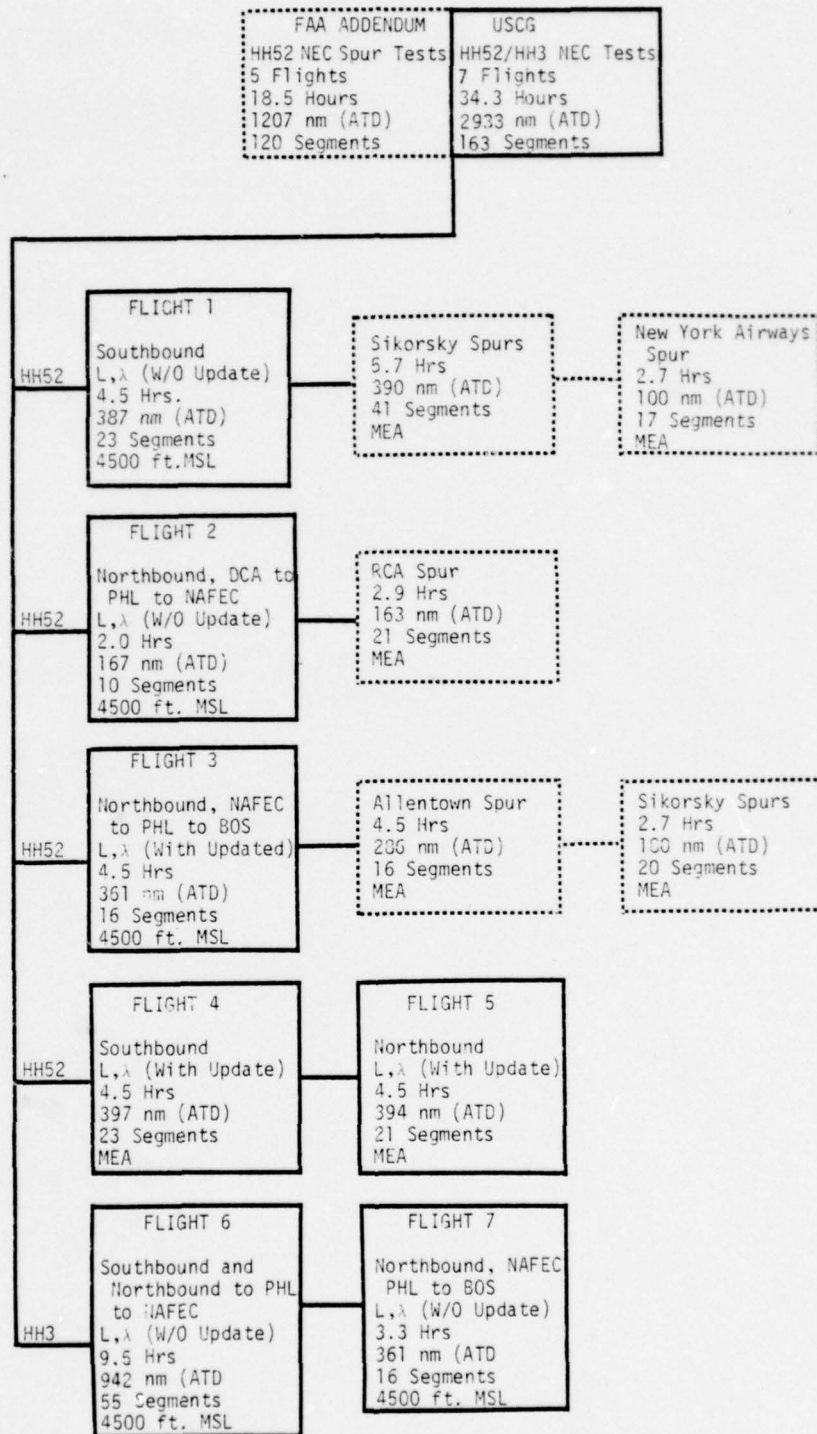 FAA ADDENDUM
HH52 NEC Spur Tests
5 Flights
18.5 Hours
1207 nm (ATD)
120 Segments
USCG
HH52/HH3 NEC Tests
7 Flights
34.3 Hours
2933 nm (ATD)
163 Segments
HH52
FLIGHT 1
Southbound
L,λ (W/O Update)
4.5 Hrs.
387 nm (ATD)
23 Segments
4500 ft.MSL
Sikorsky Spurs
5.7 Hrs
390 nm (ATD)
41 Segments
MEA
New York Airways
Spur
2.7 Hrs
100 nm (ATD)
17 Segments
MEA
HH52
FLIGHT 2
Northbound, DCA to
PHL to NAFEC
L,λ (W/O Update)
2.0 Hrs
167 nm (ATD)
10 Segments
4500 ft. MSL
RCA Spur
2.9 Hrs
163 nm (ATD)
21 Segments
MEA
HH52
FLIGHT 3
Northbound, NAFEC
to PHL to BOS
L,λ (With Updated)
4.5 Hrs
361 nm (ATD)
16 Segments
4500 ft. MSL
Allentown Spur
4.5 Hrs
nm (ATD)
16 Segments
MEA
Sikorsky Spurs
2.7 Hrs
nm (ATD)
20 Segments
MEA
HH52
FLIGHT 4
Southbound
L,λ (With Update)
4.5 Hrs
397 nm (ATD)
23 Segments
MEA
FLIGHT 5
Northbound
L,λ (With Update)
4.5 Hrs
394 nm (ATD)
21 Segments
MEA
HH3
FLIGHT 6
Southbound and
Northbound to PHL
to NAFEC
L,λ (W/O Update)
9.5 Hrs
942 nm (ATD
55 Segments
4500 ft. MSL
FLIGHT 7
Northbound, NAFEC
PHL to BOS
L,λ (W/O Update)
3.3 Hrs
361 nm (ATD
16 Segments
4500 ft. MSL